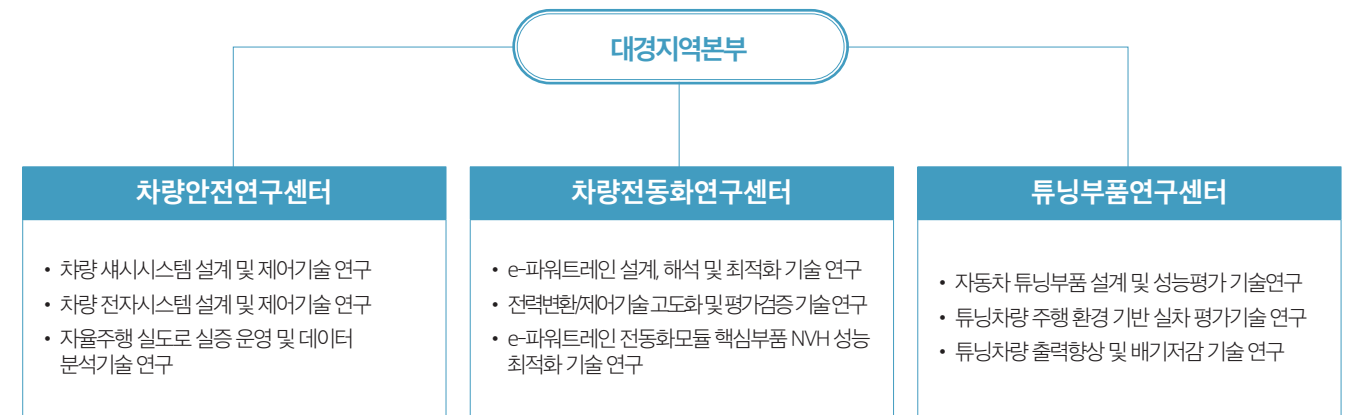 대경지역본부
차량안전연구센터
• 차량 섀시시스템 설계 및 제어기술 연구
• 차량 전자시스템 설계 및 제어기술 연구
• 자율주행 실도로 실증 운영 및 데이터
분석기술 연구
차량전동화연구센터
• e-파워트레인 설계, 해석 및 최적화 기술 연구
• 전력변환/제어기술 고도화 및 평가검증 기술 연구
• e-파워트레인 전동화모듈 핵심부품 NVH 성능
최적화 기술 연구
튜닝부품연구센터
• 자동차 튜닝부품 설계 및 성능평가 기술연구
• 튜닝차량 주행 환경 기반 실차 평가기술 연구
• 튜닝차량 출력향상 및 배기저감 기술 연구